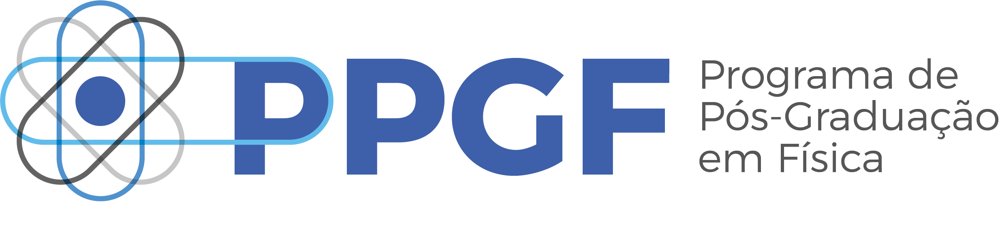 PPGF
Programa de
Pós-Graduação
em Física